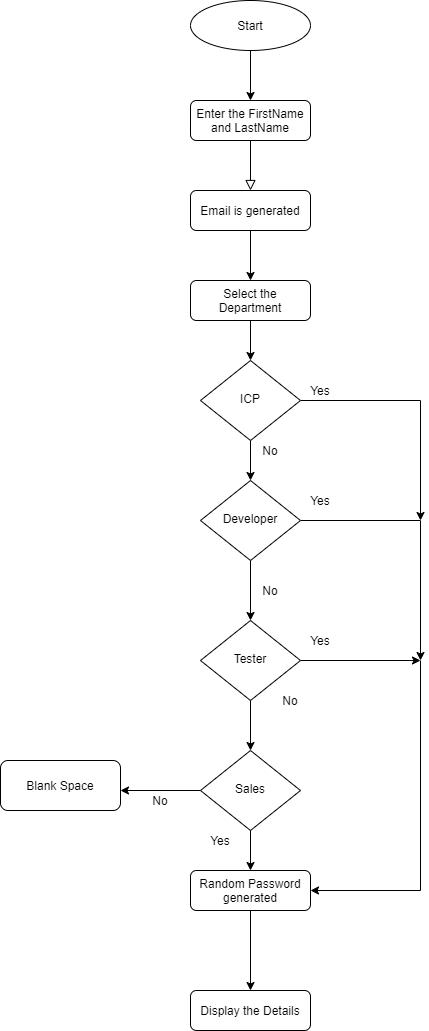 Start
Enter the FirstName
and LastName
Email is generated
Select the
Department
ICP
Yes
No
Developer
Yes
No
Tester
Yes
No
Sales
Blank Space
No
Yes
Random Password
generated
Display the Details